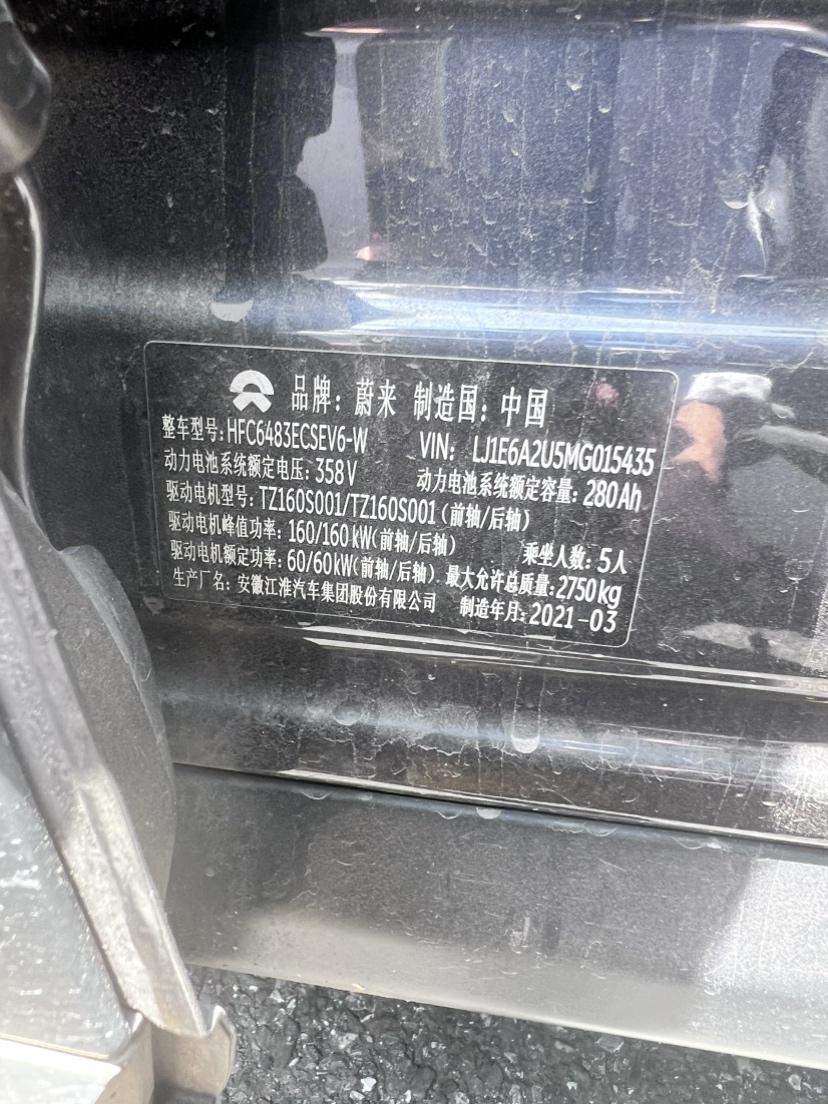 品牌：蔚来 制造国：中国
整车型号：HFC6483ECSEV6-W VIN：LJ1E6A2U5MG015435
动力电池系统额定电压：358V 动力电池系统额定容量：280Ah
驱动电机型号：TZ160S001/TZ160S001（前轴/后轴）
驱动电机峰值功率：160/160kW（前轴/后轴） 乘坐人数：5人
驱动电机额定功率：60/60kW（前轴/后轴） 最大允许总质量：2750kg
生产厂名：安徽江淮汽车集团股份有限公司 制造年月：2021-03